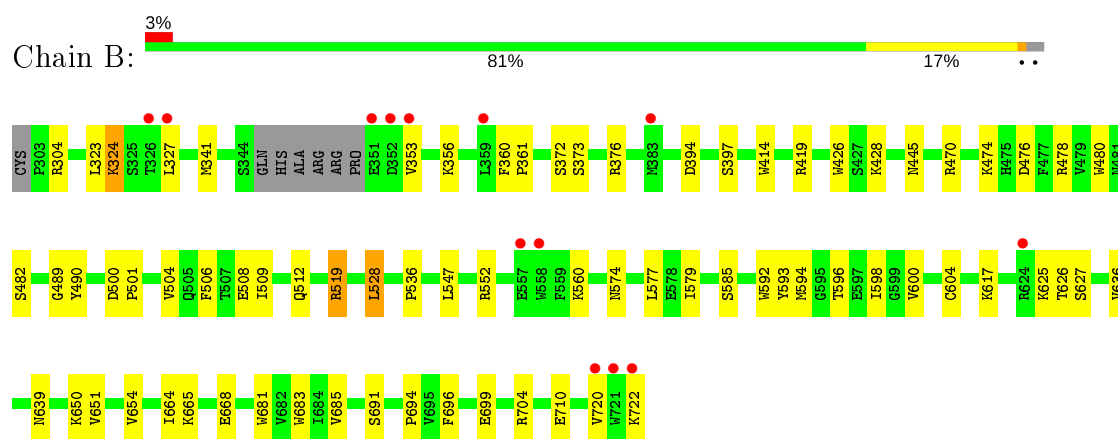 3%
Chain B:
81% 17% • •
CYS P303 R304 L323 K324 S325 T326 L327 M341 S344 GLN HIS ALA ARG ARG PRO E351 D352 V353 K356 L359 F360 P361 S372 S373 R376 M383 D394 S397 W414 R419 W426 S427 K428 N445 R470 K474 H475 D476 F477 R478 V479 W480 N481
S482 G489 Y490 D500 P501 V504 Q505 F506 T507 E508 I509 Q512 R519 L528 P536 L547 R552 E557 W558 F559 K560 N574 L577 E578 I579 S585 W592 Y593 M594 G595 T596 E597 I598 G599 V600 C604 K617 R624 K625 T626 S627 V636
N639 K650 V651 V654 I664 K665 E668 W681 V682 W683 I684 V685 S691 P694 V695 F696 E699 R704 E710 V720 W721 K722